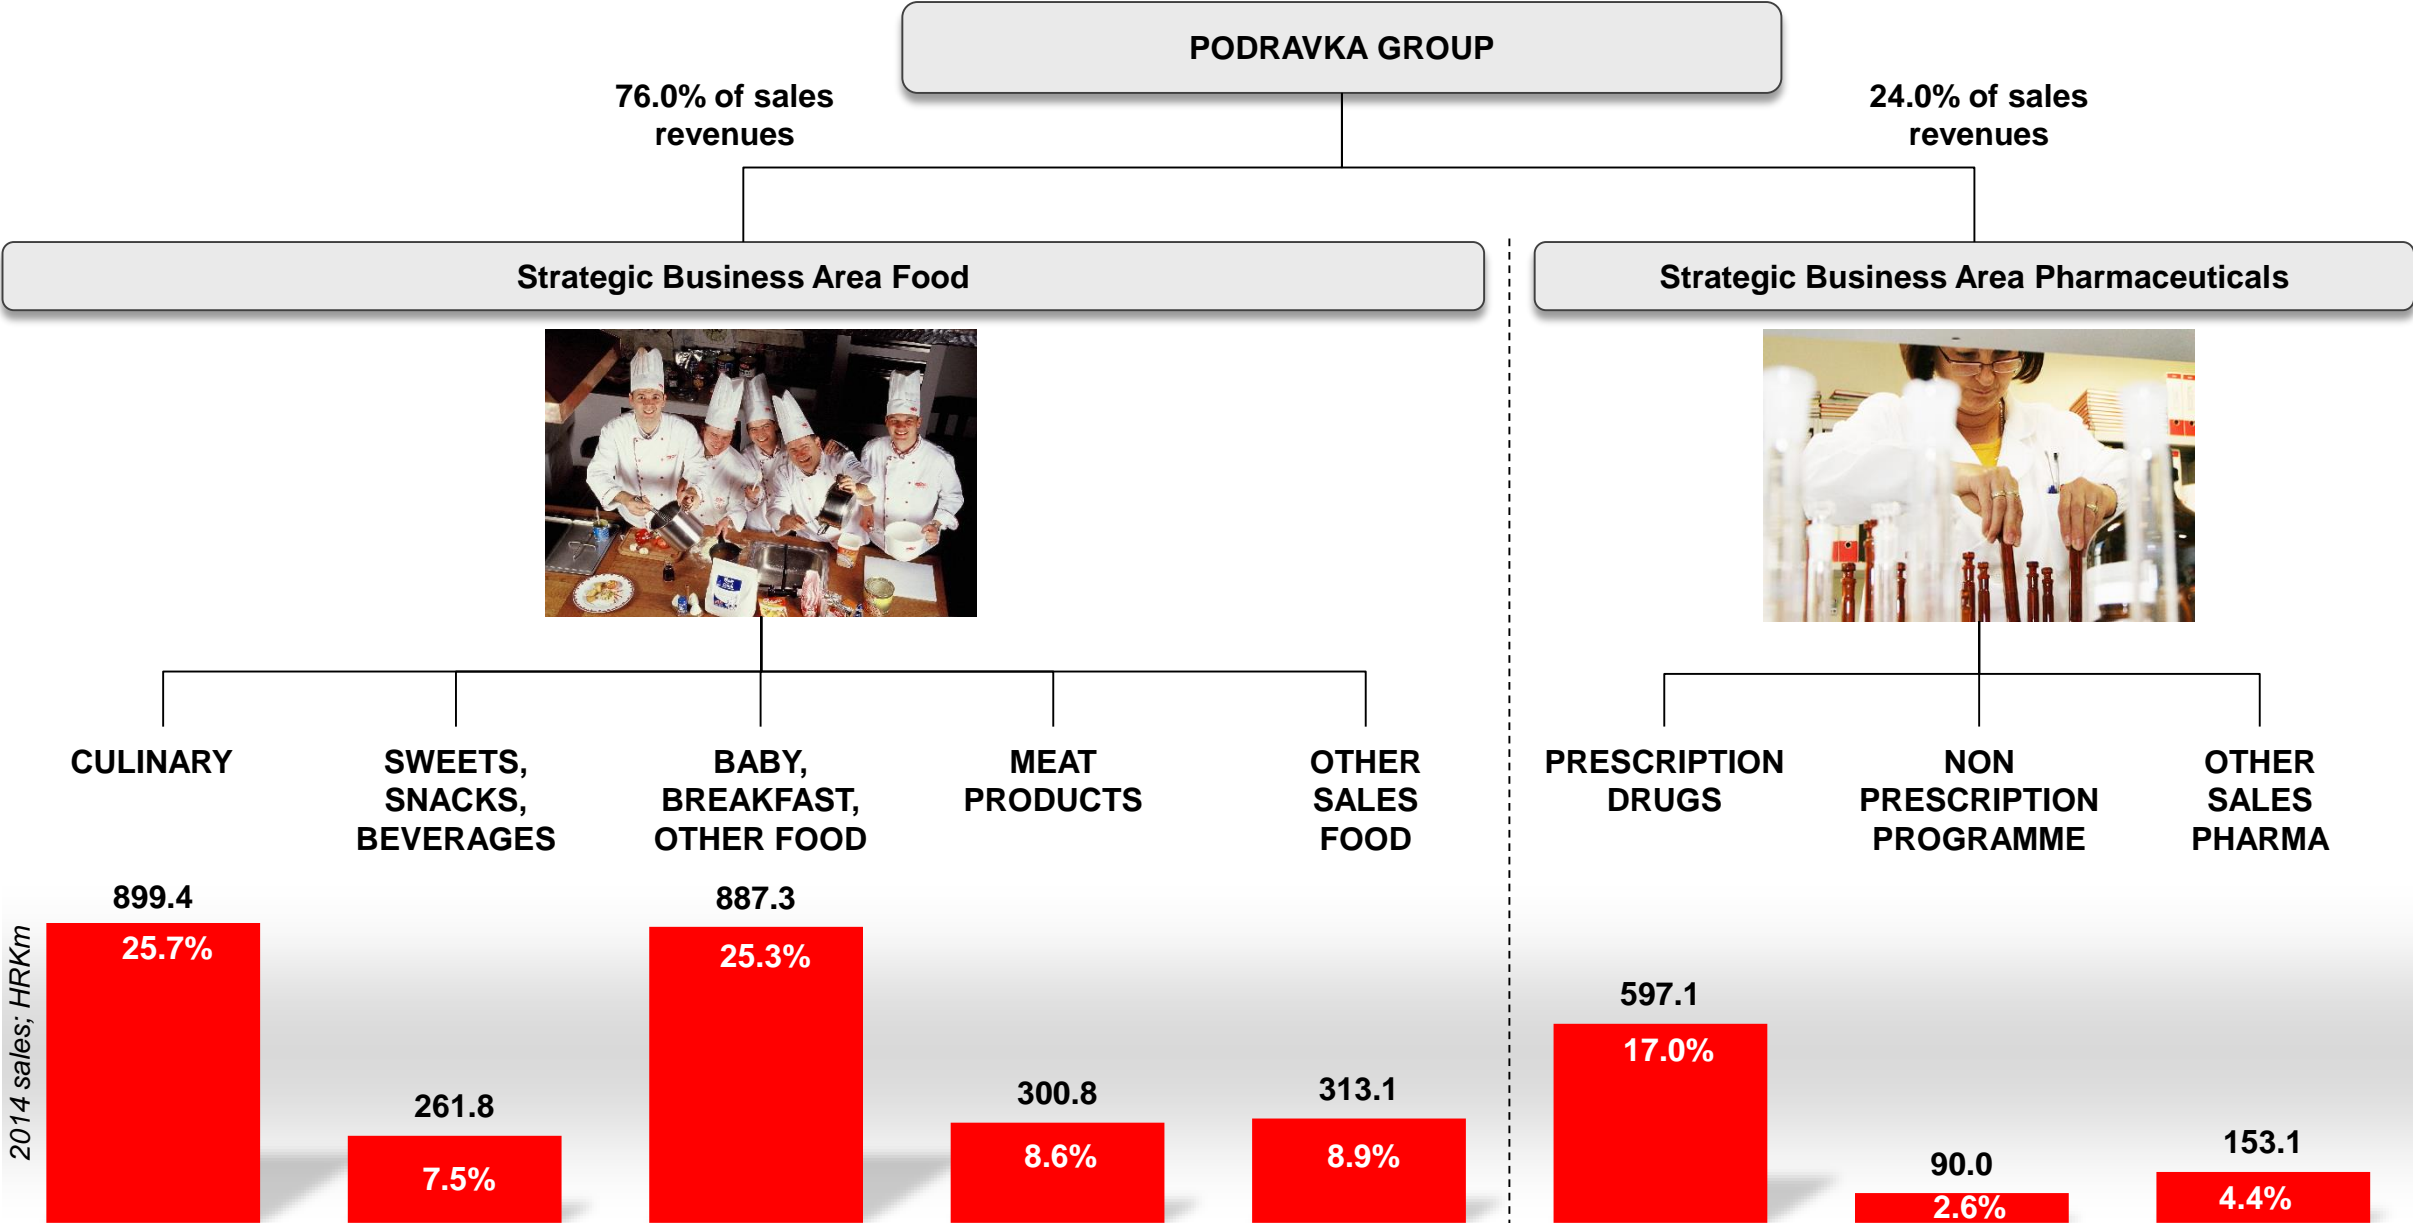 PODRAVKA GROUP
76.0% of sales
revenues
24.0% of sales
revenues
Strategic Business Area Food
Strategic Business Area Pharmaceuticals
CULINARY
SWEETS,
SNACKS,
BEVERAGES
BABY,
BREAKFAST,
OTHER FOOD
MEAT
PRODUCTS
OTHER
SALES
FOOD
PRESCRIPTION
DRUGS
NON
PRESCRIPTION
PROGRAMME
OTHER
SALES
PHARMA
2014 sales; HRKm
899.4
25.7%
261.8
7.5%
887.3
25.3%
300.8
8.6%
313.1
8.9%
597.1
17.0%
90.0
2.6%
153.1
4.4%